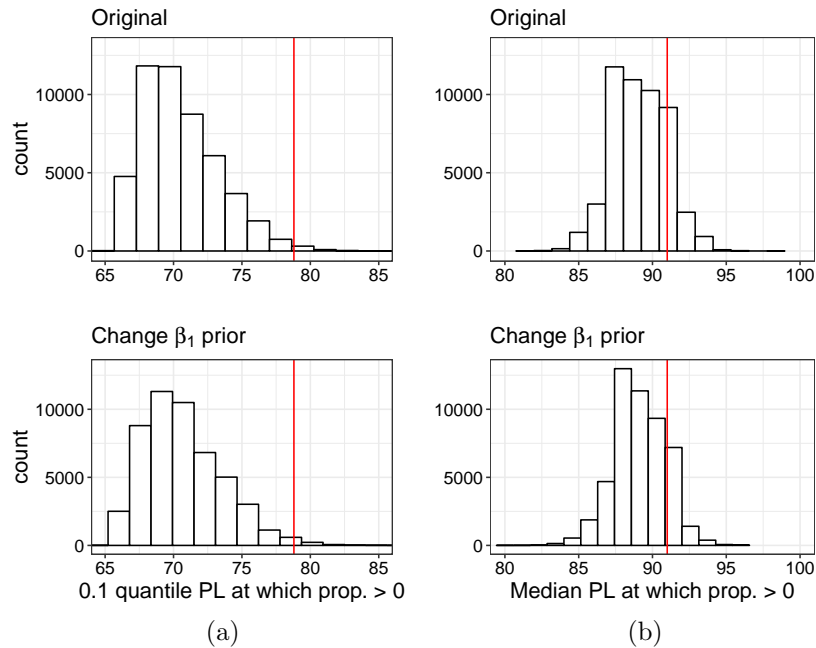 Original
count
10000
5000
0
65 70 75 80 85
Original
10000
5000
0
80 85 90 95 100
Change β₁ prior
count
10000
5000
0
65 70 75 80 85
0.1 quantile PL at which prop. > 0
(a)
Change β₁ prior
10000
5000
0
80 85 90 95 100
Median PL at which prop. > 0
(b)